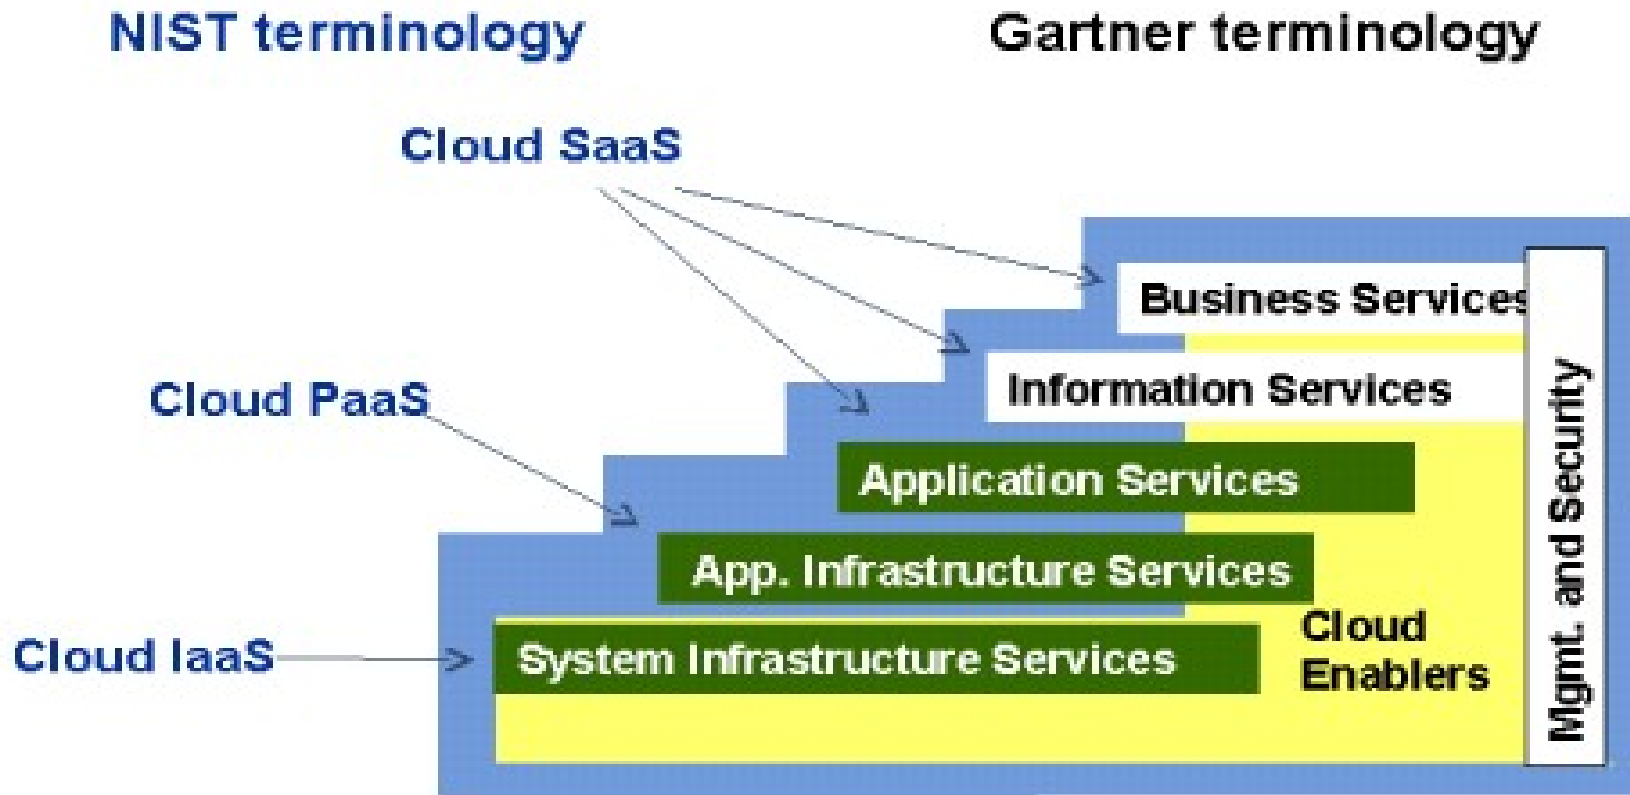 NIST terminology
Gartner terminology
Cloud SaaS
Business Services
Information Services
Cloud PaaS
Application Services
App. Infrastructure Services
Cloud IaaS
System Infrastructure Services
Cloud
Enablers
Mgmt. and Security